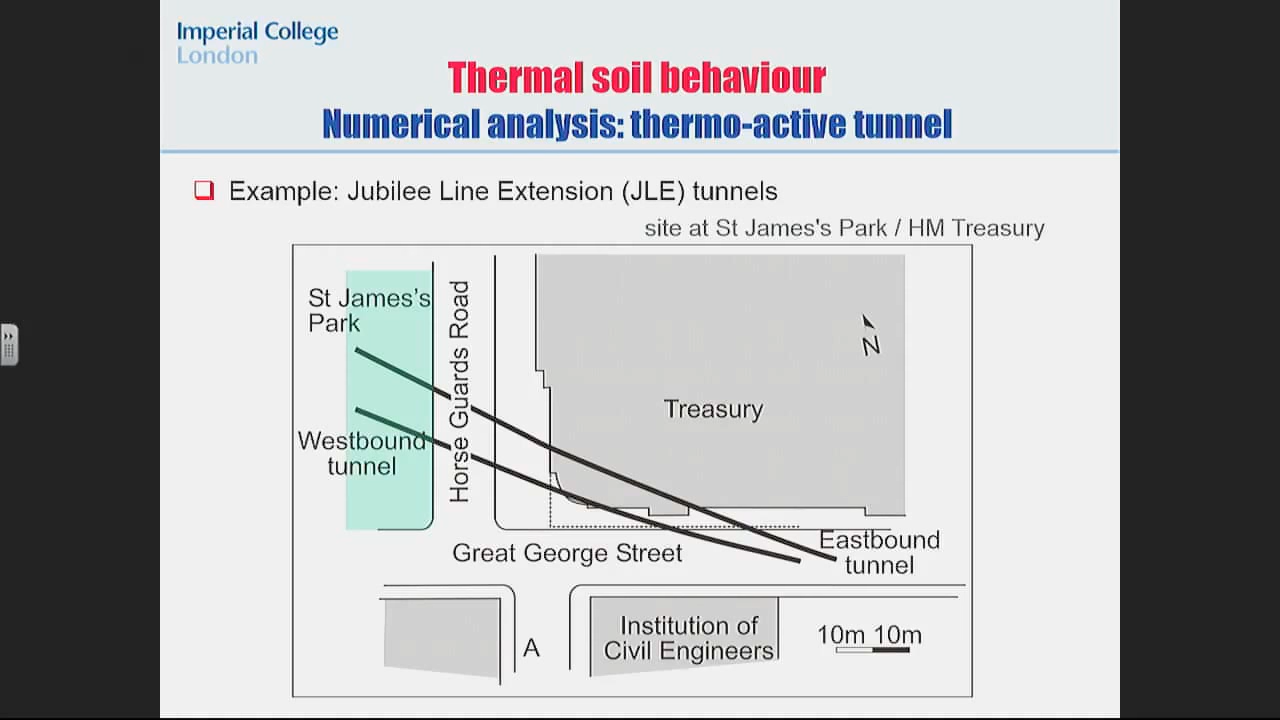 Imperial College
London
Thermal soil behaviour
Numerical analysis: thermo-active tunnel
Example: Jubilee Line Extension (JLE) tunnels
site at St James's Park / HM Treasury
St James's
Park
Horse Guards Road
N
Treasury
Westbound
tunnel
Eastbound
tunnel
Great George Street
A
Institution of
Civil Engineers
10m 10m